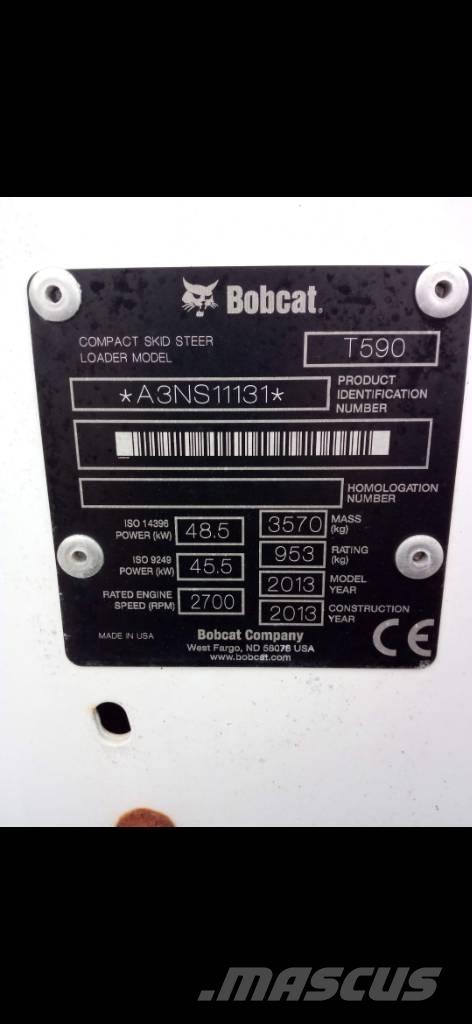 Bobcat.
COMPACT SKID STEER
LOADER MODEL
T590
*A3NS11131*
PRODUCT
IDENTIFICATION
NUMBER
HOMOLOGATION
NUMBER
ISO 14396
POWER (kW)
48.5
3570
MASS
(kg)
ISO 9249
POWER (kW)
45.5
953
RATING
(kg)
RATED ENGINE
SPEED (RPM)
2700
2013
MODEL
YEAR
2013
CONSTRUCTION
YEAR
MADE IN USA
Bobcat Company
West Fargo, ND 58078 USA
www.bobcat.com
CE
MASCUS